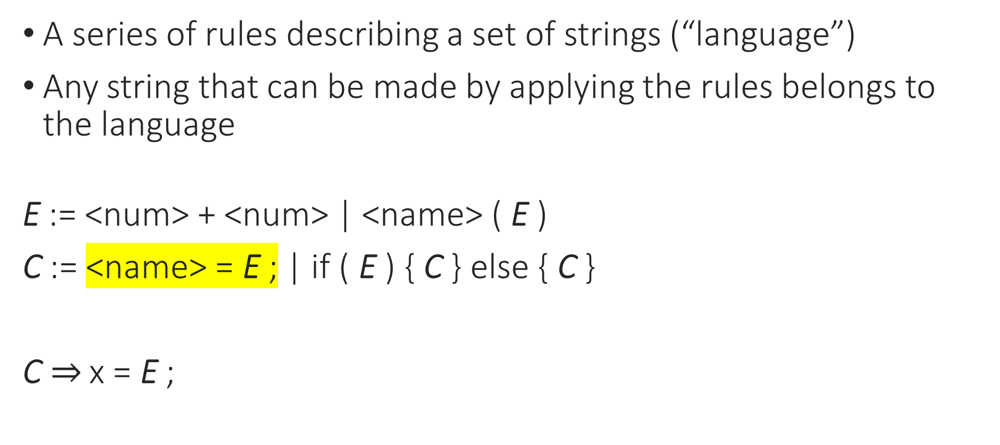 • A series of rules describing a set of strings (“language”)
• Any string that can be made by applying the rules belongs to
the language
E := <num> + <num> | <name> ( E )
C := <name> = E ; | if ( E ) { C } else { C }
C ⇒ x = E ;